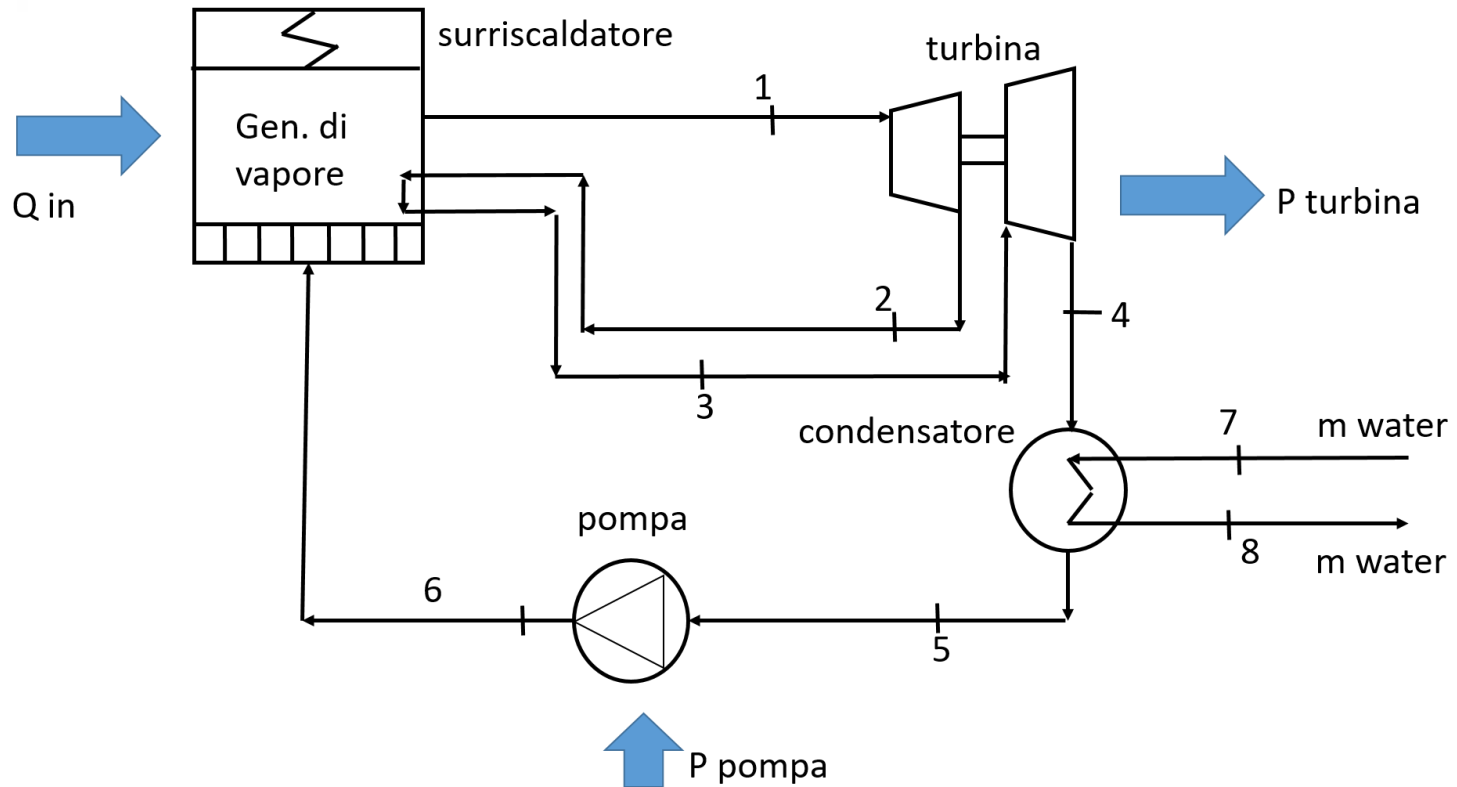 surriscaldatore
turbina
1
Gen. di
vapore
Q in
P turbina
2
4
3
condensatore
7
m water
pompa
8
m water
6
5
P pompa